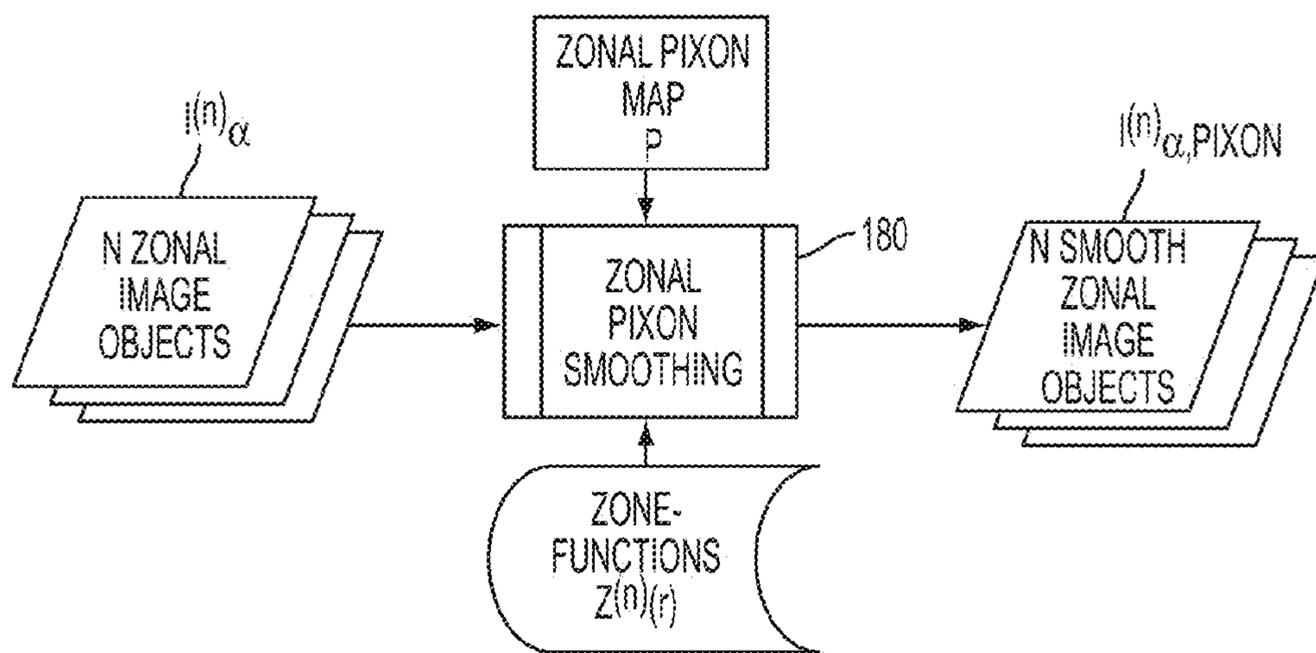 ZONAL PIXON
MAP
P
I(n)α
I(n)α,PIXON
N ZONAL
IMAGE
OBJECTS
180
ZONAL
PIXON
SMOOTHING
N SMOOTH
ZONAL
IMAGE
OBJECTS
ZONE-
FUNCTIONS
Z(n)(r)